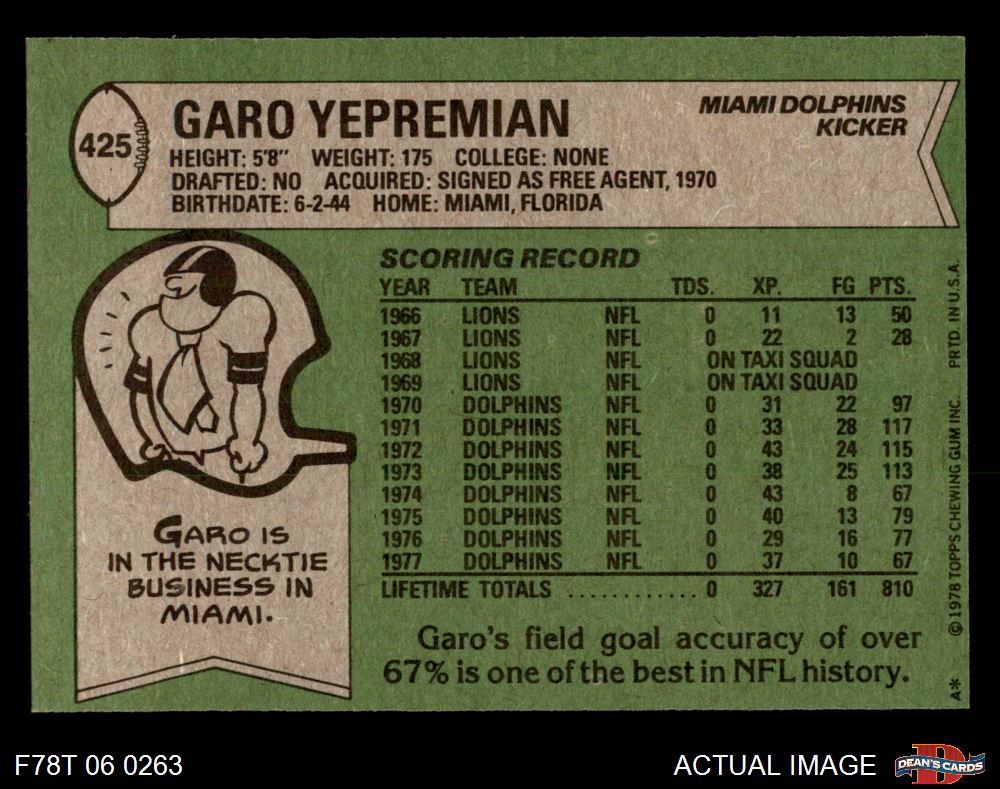 425
GARO YEPREMIAN
MIAMI DOLPHINS
KICKER
HEIGHT: 5'8" WEIGHT: 175 COLLEGE: NONE
DRAFTED: NO ACQUIRED: SIGNED AS FREE AGENT, 1970
BIRTHDATE: 6-2-44 HOME: MIAMI, FLORIDA
SCORING RECORD
YEAR TEAM TDS. XP. FG PTS.
1966 LIONS NFL 0 11 13 50
1967 LIONS NFL 0 22 2 28
1968 LIONS NFL ON TAXI SQUAD
1969 LIONS NFL ON TAXI SQUAD
1970 DOLPHINS NFL 0 31 22 97
1971 DOLPHINS NFL 0 33 28 117
1972 DOLPHINS NFL 0 43 24 115
1973 DOLPHINS NFL 0 38 25 113
1974 DOLPHINS NFL 0 43 8 67
1975 DOLPHINS NFL 0 40 13 79
1976 DOLPHINS NFL 0 29 16 77
1977 DOLPHINS NFL 0 37 10 67
LIFETIME TOTALS ............ 0 327 161 810
GARO IS
IN THE NECKTIE
BUSINESS IN
MIAMI.
Garo's field goal accuracy of over
67% is one of the best in NFL history.
A* © 1978 TOPPS CHEWING GUM INC. PRTD. IN U.S.A.
F78T 06 0263
ACTUAL IMAGE
DEAN'S CARDS